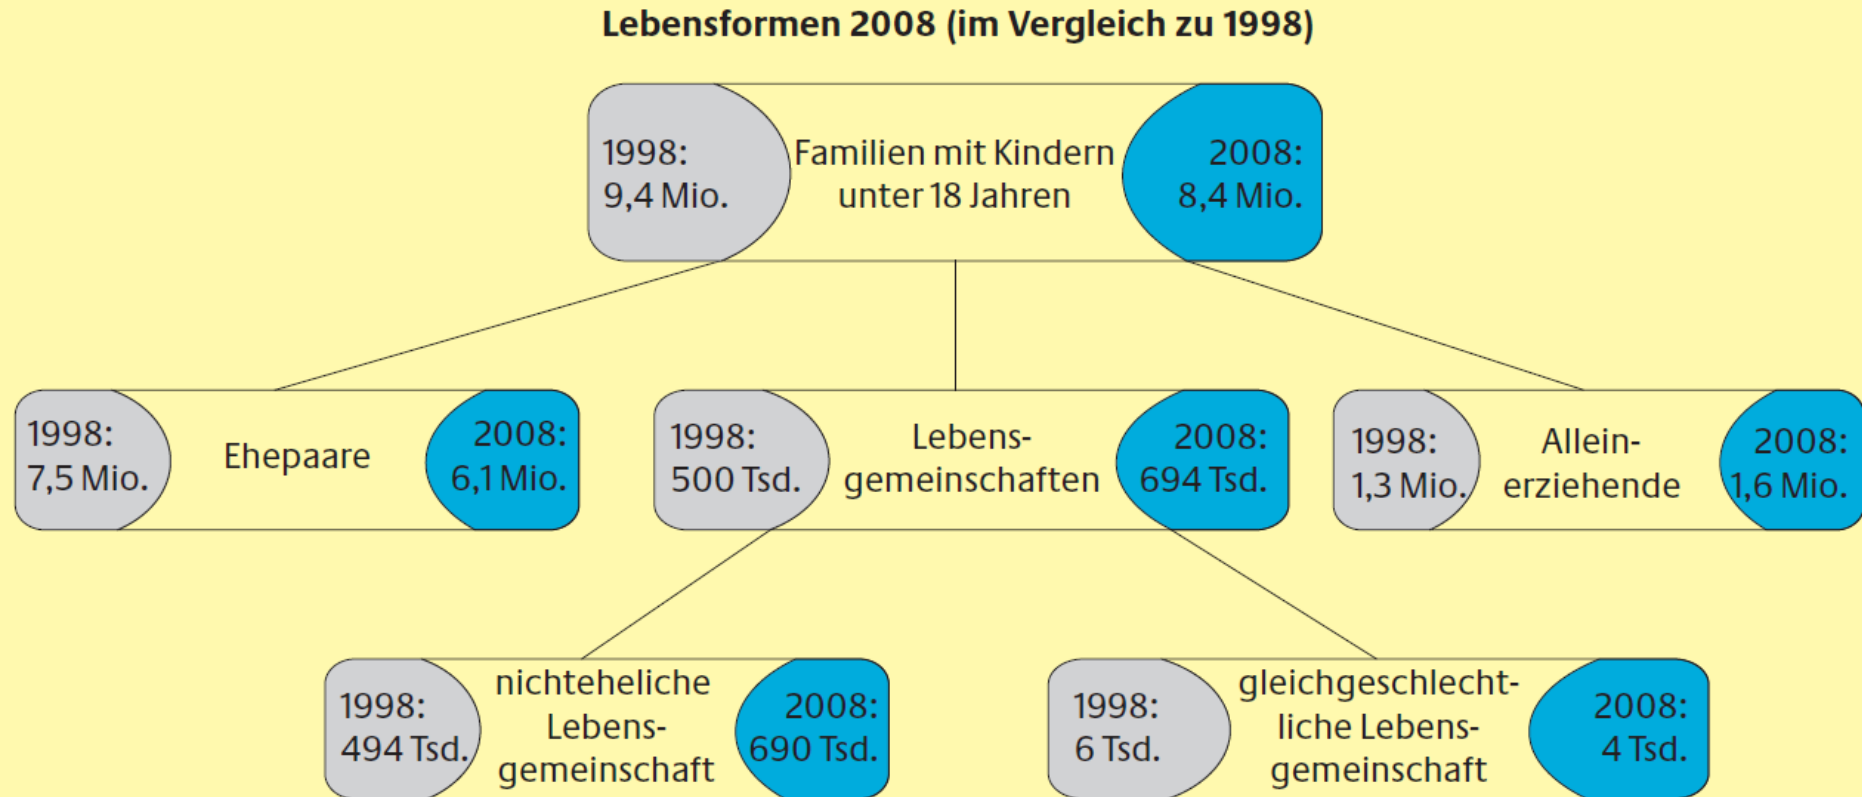 Lebensformen 2008 (im Vergleich zu 1998)
1998:
9,4 Mio.
Familien mit Kindern
unter 18 Jahren
2008:
8,4 Mio.
1998:
7,5 Mio.
Ehepaare
2008:
6,1 Mio.
1998:
500 Tsd.
Lebens-
gemeinschaften
2008:
694 Tsd.
1998:
1,3 Mio.
Allein-
erziehende
2008:
1,6 Mio.
1998:
494 Tsd.
nichteheliche
Lebens-
gemeinschaft
2008:
690 Tsd.
1998:
6 Tsd.
gleichgeschlecht-
liche Lebens-
gemeinschaft
2008:
4 Tsd.